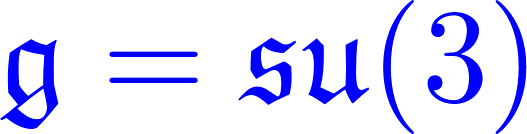 𝔤 = 𝔰𝔲(3)